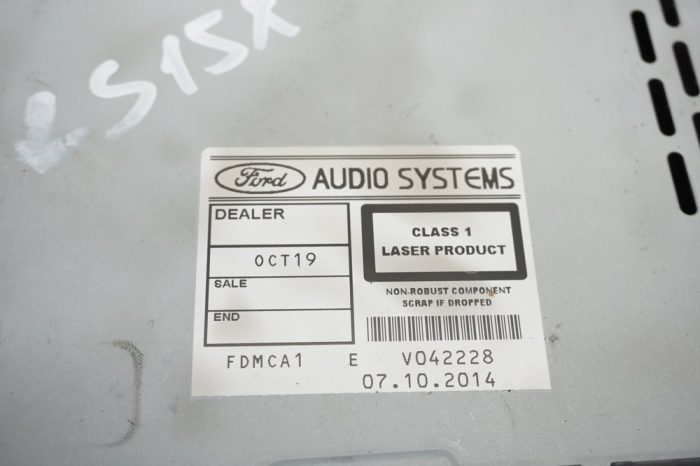 S15X
Ford AUDIO SYSTEMS
DEALER
OCT19
SALE
END
CLASS 1
LASER PRODUCT
NON-ROBUST COMPONENT
SCRAP IF DROPPED
FDMCA1 E V042228
07.10.2014